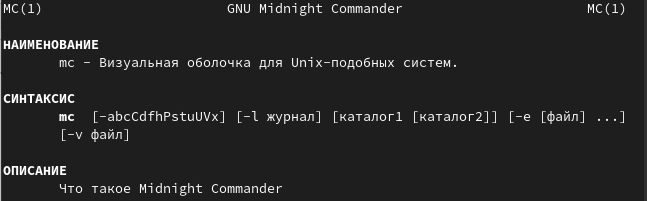 MC(1) GNU Midnight Commander MC(1)
НАИМЕНОВАНИЕ
mc - Визуальная оболочка для Unix-подобных систем.
СИНТАКСИС
mc [-abcCdfhPstuUVx] [-l журнал] [каталог1 [каталог2]] [-e [файл] ...]
[-v файл]
ОПИСАНИЕ
Что такое Midnight Commander